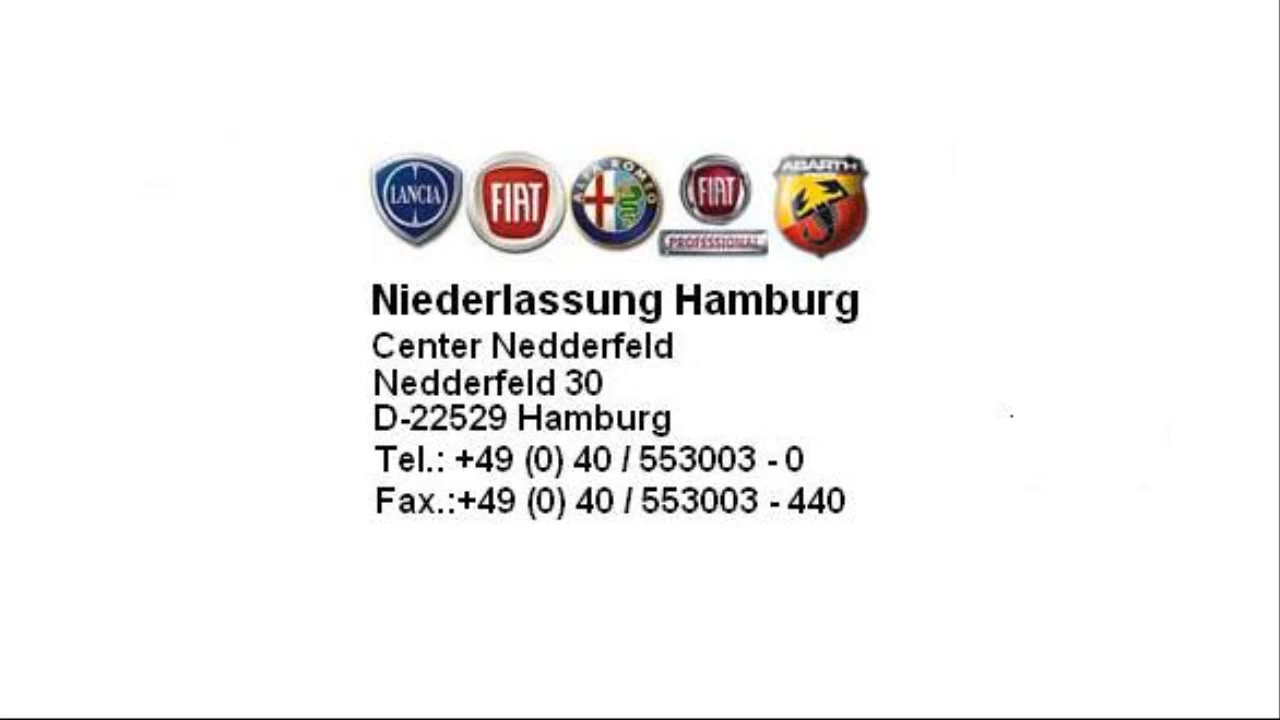 LANCIA FIAT ALFA ROMEO FIAT ABARTH
PROFESSIONAL
Niederlassung Hamburg
Center Nedderfeld
Nedderfeld 30
D-22529 Hamburg
Tel.: +49 (0) 40 / 553003 - 0
Fax.:+49 (0) 40 / 553003 - 440